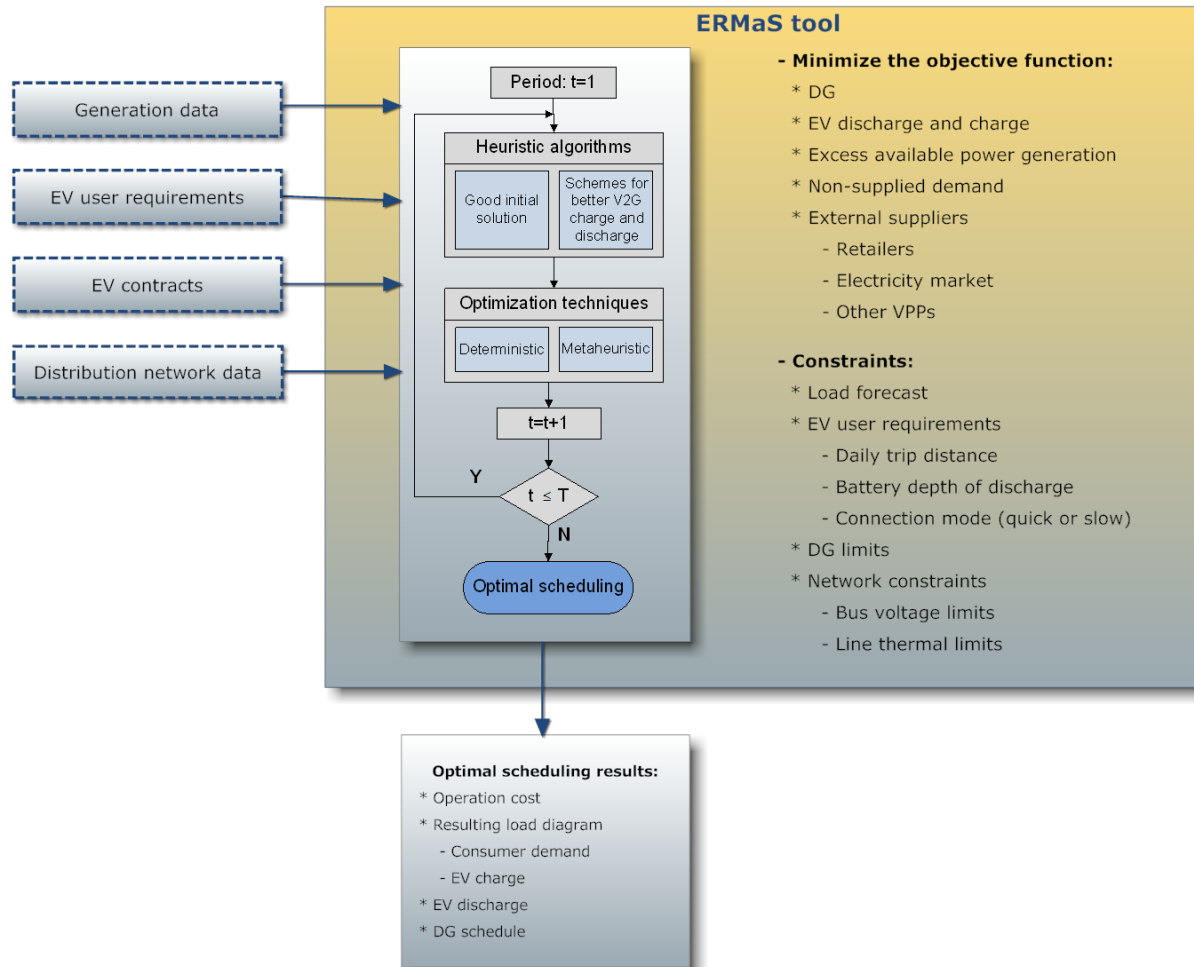 ERMaS tool
Generation data
EV user requirements
EV contracts
Distribution network data
Period: t=1
Heuristic algorithms
Good initial
solution
Schemes for
better V2G
charge and
discharge
Optimization techniques
Deterministic
Metaheuristic
t=t+1
Y
t ≤ T
N
Optimal scheduling
- Minimize the objective function:
* DG
* EV discharge and charge
* Excess available power generation
* Non-supplied demand
* External suppliers
- Retailers
- Electricity market
- Other VPPs
- Constraints:
* Load forecast
* EV user requirements
- Daily trip distance
- Battery depth of discharge
- Connection mode (quick or slow)
* DG limits
* Network constraints
- Bus voltage limits
- Line thermal limits
Optimal scheduling results:
* Operation cost
* Resulting load diagram
- Consumer demand
- EV charge
* EV discharge
* DG schedule